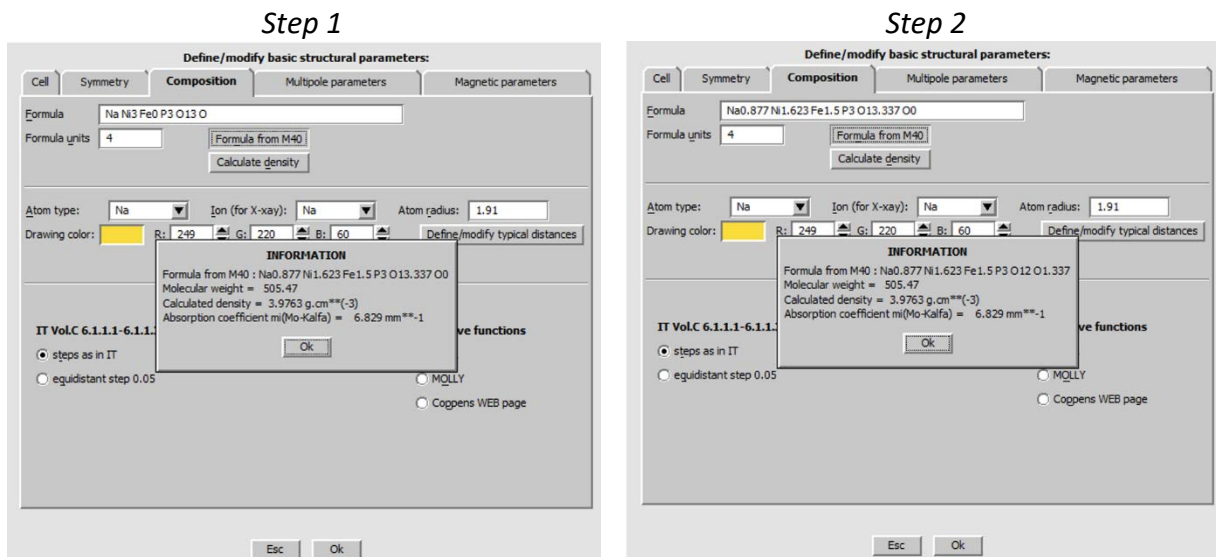 Step 1
Define/modify basic structural parameters:
Cell Symmetry Composition Multipole parameters Magnetic parameters
Formula Na Ni3 Fe0 P3 O13 O
Formula units 4 Formula from M40
Calculate density
Atom type: Na Ion (for X-xay): Na Atom radius: 1.91
Drawing color: R: 249 G: 220 B: 60 Define/modify typical distances
INFORMATION
Formula from M40 : Na0.877 Ni1.623 Fe1.5 P3 O13.337 O0
Molecular weight = 505.47
Calculated density = 3.9763 g.cm**(-3)
Absorption coefficient mi(Mo-Kalfa) = 6.829 mm**-1
Ok
IT Vol.C 6.1.1.1-6.1.1. ve functions
steps as in IT
equidistant step 0.05 MOLLY
Coppens WEB page
Esc Ok
Step 2
Define/modify basic structural parameters:
Cell Symmetry Composition Multipole parameters Magnetic parameters
Formula Na0.877 Ni1.623 Fe1.5 P3 O13.337 O0
Formula units 4 Formula from M40
Calculate density
Atom type: Na Ion (for X-xay): Na Atom radius: 1.91
Drawing color: R: 249 G: 220 B: 60 Define/modify typical distances
INFORMATION
Formula from M40 : Na0.877 Ni1.623 Fe1.5 P3 O12 O1.337
Molecular weight = 505.47
Calculated density = 3.9763 g.cm**(-3)
Absorption coefficient mi(Mo-Kalfa) = 6.829 mm**-1
Ok
IT Vol.C 6.1.1.1-6.1.1. ve functions
steps as in IT
equidistant step 0.05 MOLLY
Coppens WEB page
Esc Ok